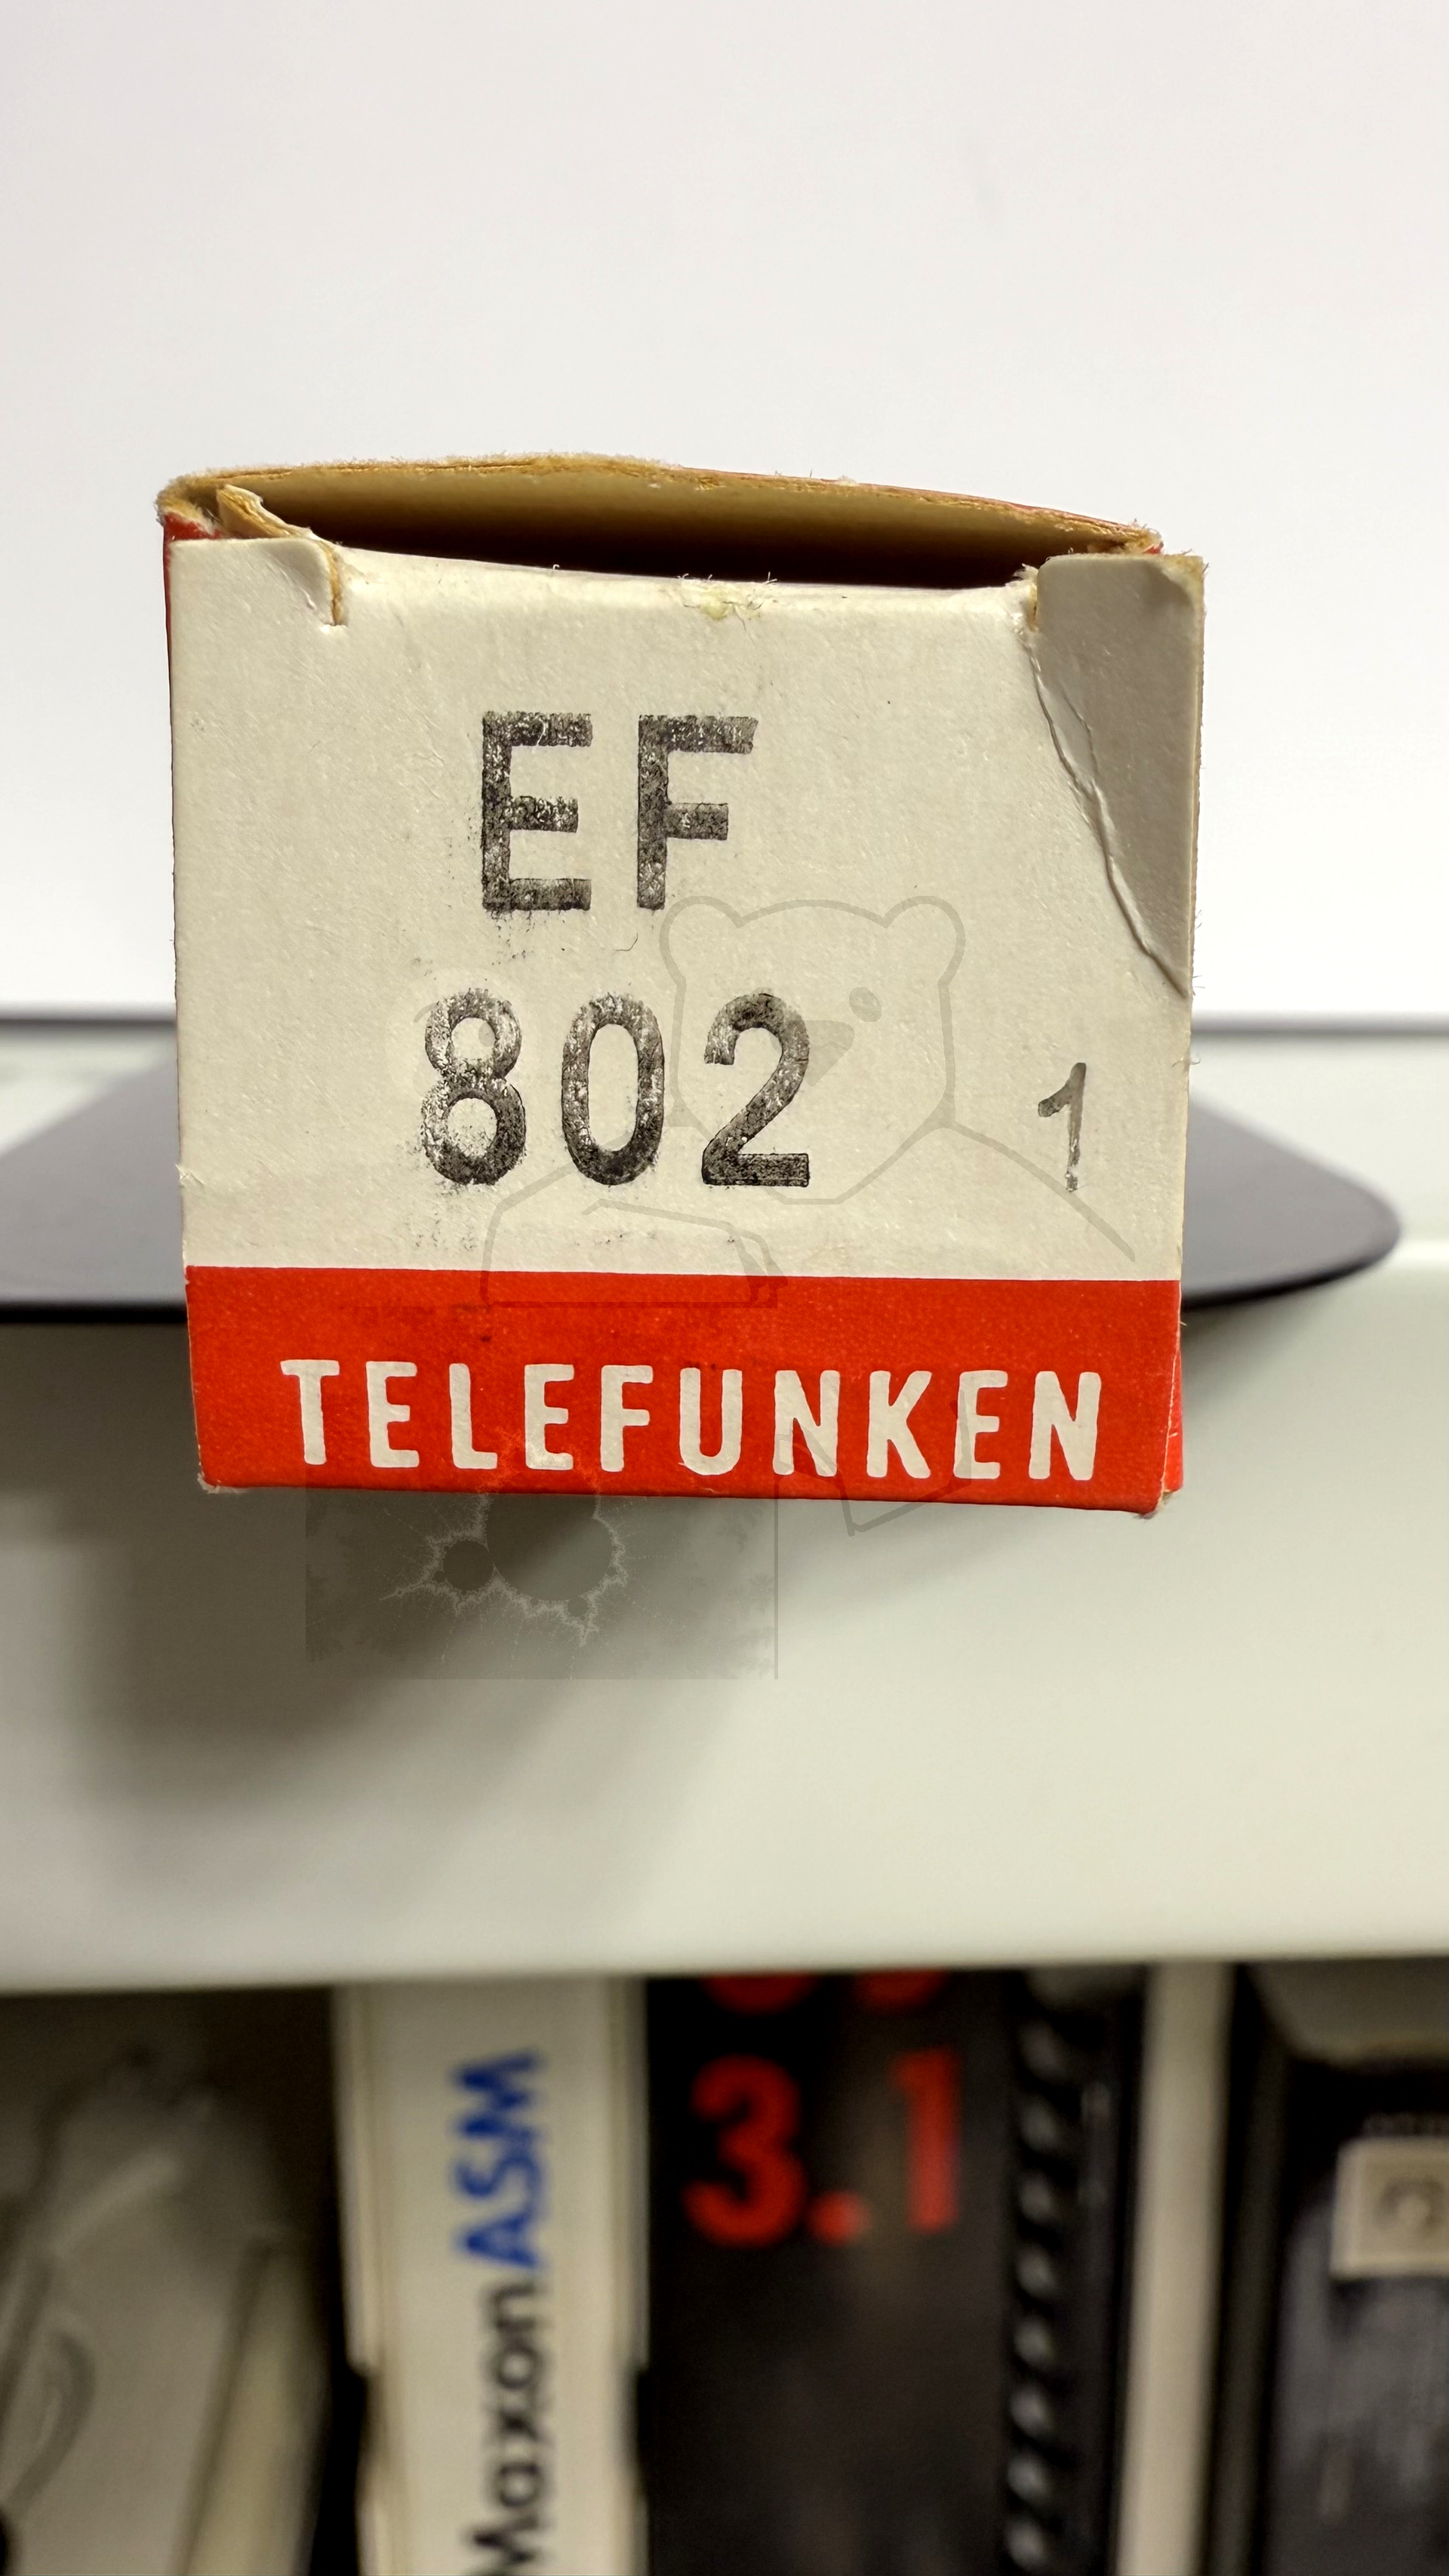 EF
802 1
TELEFUNKEN
MaxonASM
3.1